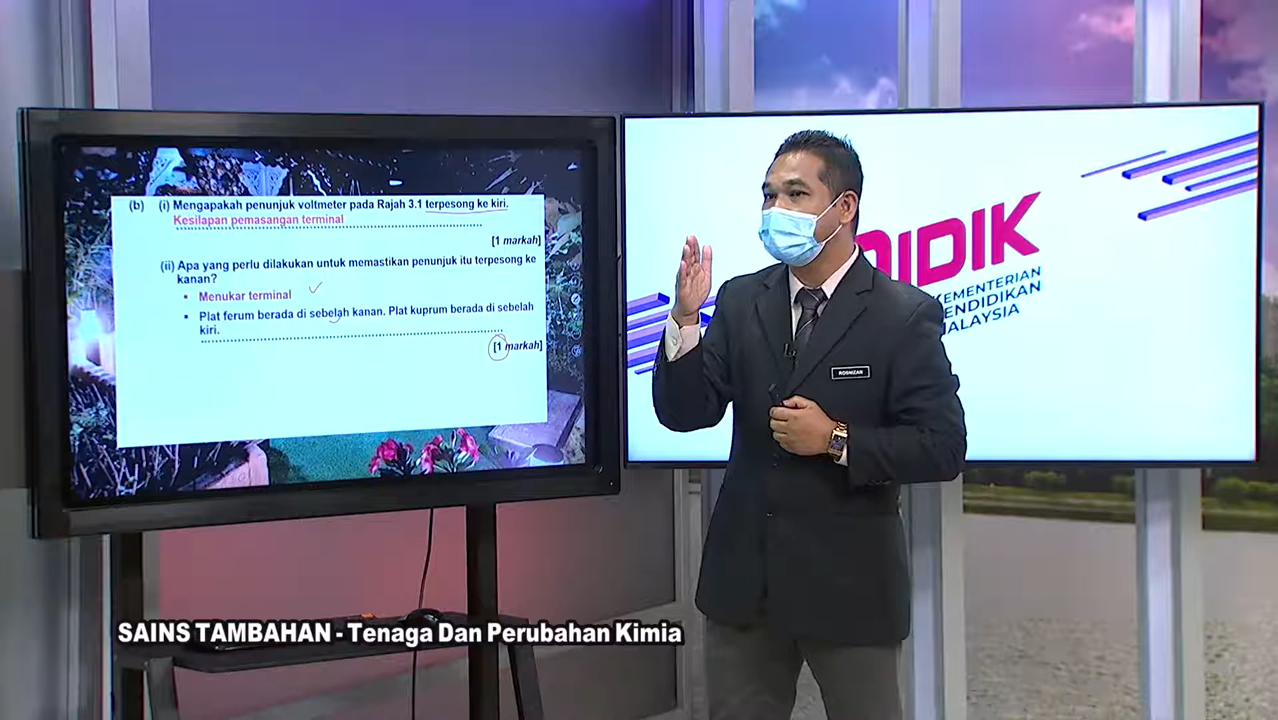 (b) (i) Mengapakah penunjuk voltmeter pada Rajah 3.1 terpesong ke kiri.
Kesilapan pemasangan terminal
[1 markah]
(ii) Apa yang perlu dilakukan untuk memastikan penunjuk itu terpesong ke
kanan?
▪ Menukar terminal
▪ Plat ferum berada di sebelah kanan. Plat kuprum berada di sebelah
kiri.
[1 markah]
DIDIK
KEMENTERIAN
ENDIDIKAN
ALAYSIA
ROSNIZAN
SAINS TAMBAHAN - Tenaga Dan Perubahan Kimia